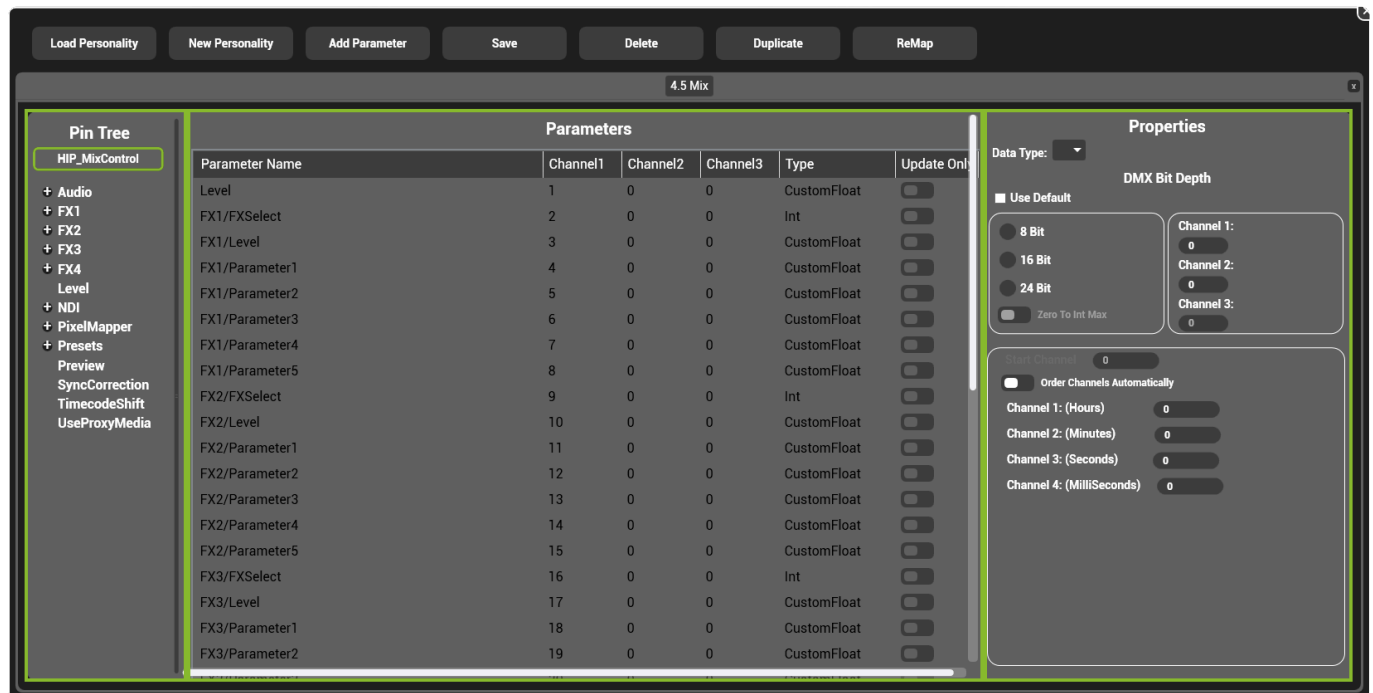 Load Personality New Personality Add Parameter Save Delete Duplicate ReMap
4.5 Mix x
Pin Tree
HIP_MixControl
+ Audio
+ FX1
+ FX2
+ FX3
+ FX4
Level
+ NDI
+ PixelMapper
+ Presets
Preview
SyncCorrection
TimecodeShift
UseProxyMedia
Parameters
Parameter Name Channel1 Channel2 Channel3 Type Update Only
Level 1 0 0 CustomFloat
FX1/FXSelect 2 0 0 Int
FX1/Level 3 0 0 CustomFloat
FX1/Parameter1 4 0 0 CustomFloat
FX1/Parameter2 5 0 0 CustomFloat
FX1/Parameter3 6 0 0 CustomFloat
FX1/Parameter4 7 0 0 CustomFloat
FX1/Parameter5 8 0 0 CustomFloat
FX2/FXSelect 9 0 0 Int
FX2/Level 10 0 0 CustomFloat
FX2/Parameter1 11 0 0 CustomFloat
FX2/Parameter2 12 0 0 CustomFloat
FX2/Parameter3 13 0 0 CustomFloat
FX2/Parameter4 14 0 0 CustomFloat
FX2/Parameter5 15 0 0 CustomFloat
FX3/FXSelect 16 0 0 Int
FX3/Level 17 0 0 CustomFloat
FX3/Parameter1 18 0 0 CustomFloat
FX3/Parameter2 19 0 0 CustomFloat
Properties
Data Type:
DMX Bit Depth
Use Default
8 Bit
16 Bit
24 Bit
Zero To Int Max
Channel 1:
0
Channel 2:
0
Channel 3:
0
Start Channel 0
Order Channels Automatically
Channel 1: (Hours) 0
Channel 2: (Minutes) 0
Channel 3: (Seconds) 0
Channel 4: (MilliSeconds) 0